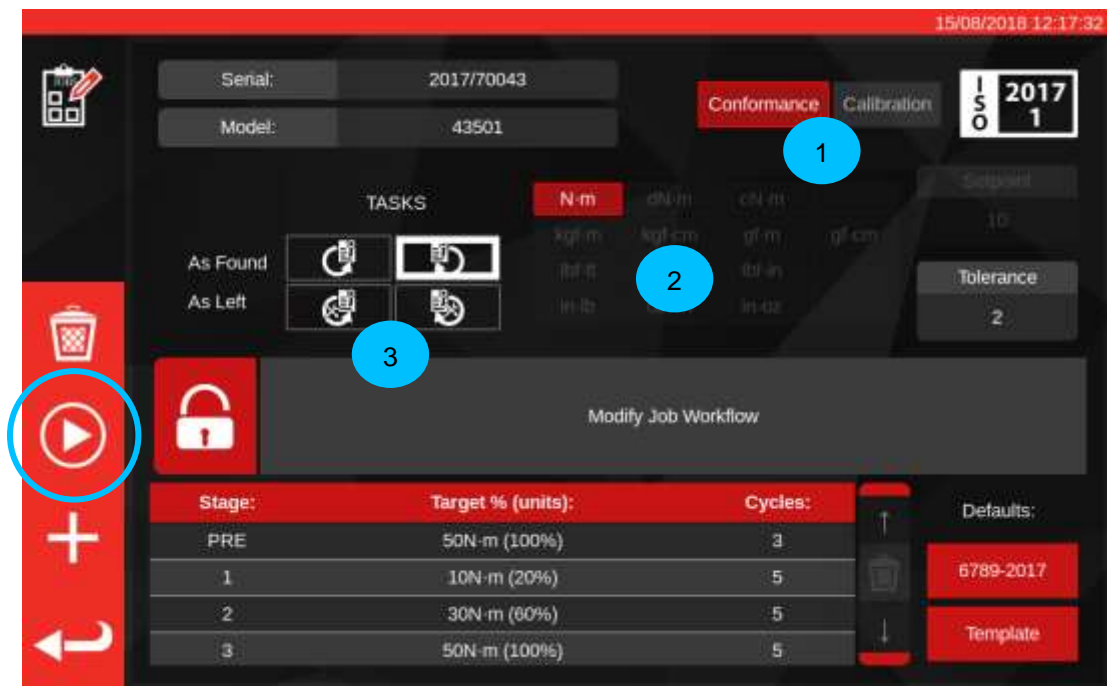 15/08/2018 12:17:32
Serial: 2017/70043
Model: 43501
Conformance Calibration
ISO 2017 1
1
Setpoint
10
TASKS
N·m dN·m cN·m
kgf·m kgf·cm gf·m gf·cm
lbf·ft lbf·in
in·lb in·oz
2
As Found
As Left
3
Tolerance
2
Modify Job Workflow
Stage: Target % (units): Cycles:
PRE 50N·m (100%) 3
1 10N·m (20%) 5
2 30N·m (60%) 5
3 50N·m (100%) 5
Defaults:
6789-2017
Template